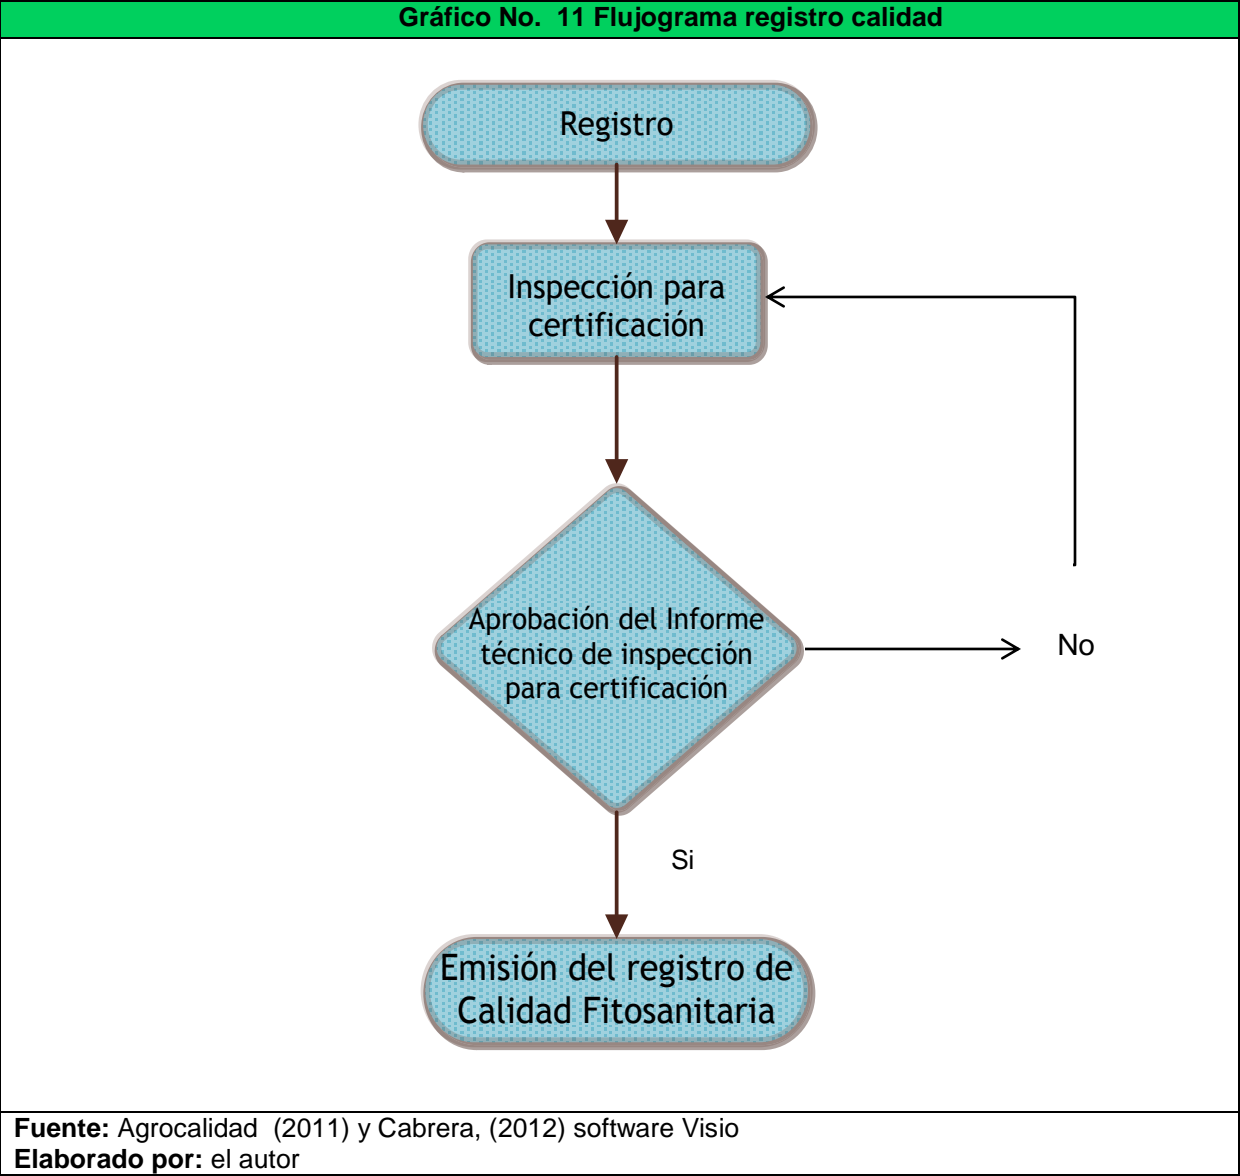 Gráfico No.  11 Flujograma registro calidad
Registro
Inspección para
certificación
Aprobación del Informe
técnico de inspección
para certificación
No
Si
Emisión del registro de
Calidad Fitosanitaria
Fuente: Agrocalidad  (2011) y Cabrera, (2012) software Visio
Elaborado por: el autor